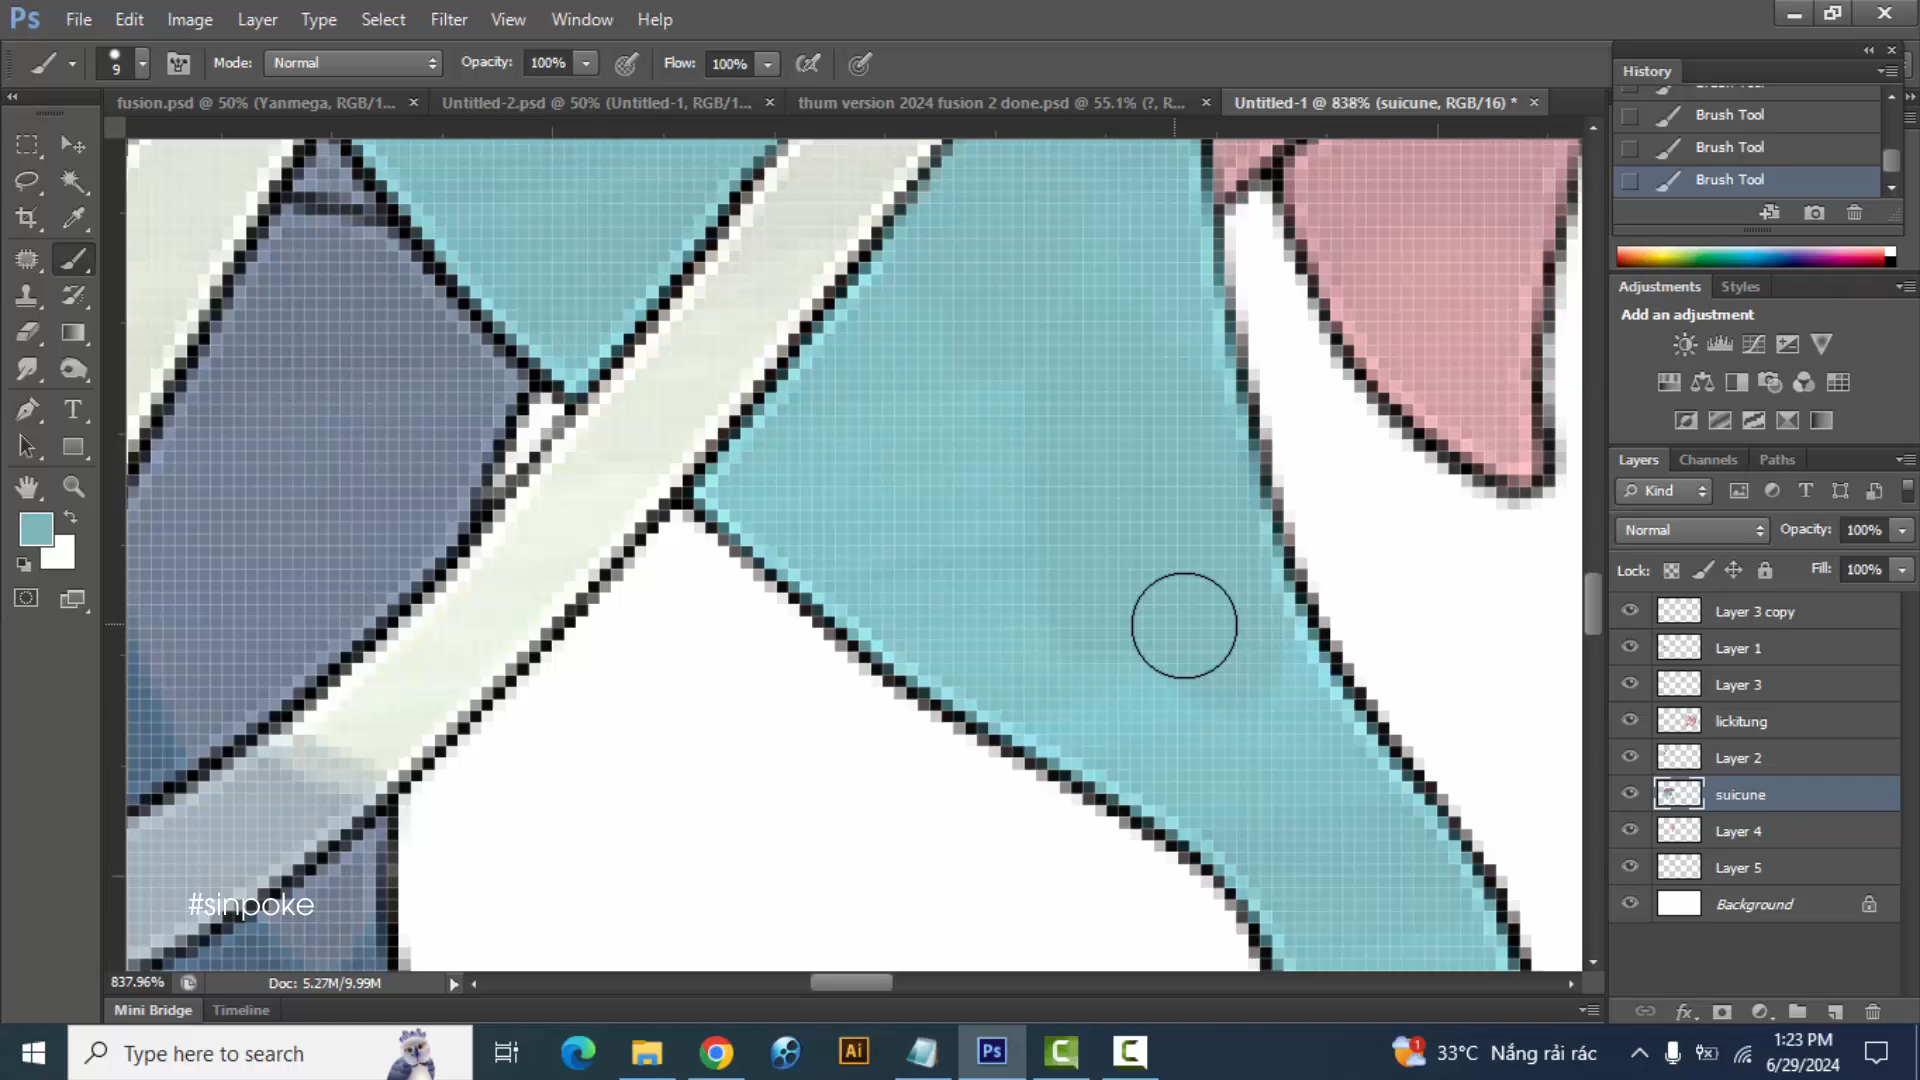 Ps File Edit Image Layer Type Select Filter View Window Help
9 Mode: Normal Opacity: 100% Flow: 100%
fusion.psd @ 50% (Yanmega, RGB/1... Untitled-2.psd @ 50% (Untitled-1, RGB/1... thum version 2024 fusion 2 done.psd @ 55.1% (?, R... Untitled-1 @ 838% (suicune, RGB/16) *
History
Brush Tool
Brush Tool
Brush Tool
Adjustments Styles
Add an adjustment
Layers Channels Paths
Kind
Normal Opacity: 100%
Lock: Fill: 100%
Layer 3 copy
Layer 1
Layer 3
lickitung
Layer 2
suicune
Layer 4
Layer 5
Background
#sinpoke
837.96% Doc: 5.27M/9.99M
Mini Bridge Timeline
Type here to search
Ai Ps
1 33°C Nắng rải rác
1:23 PM
6/29/2024